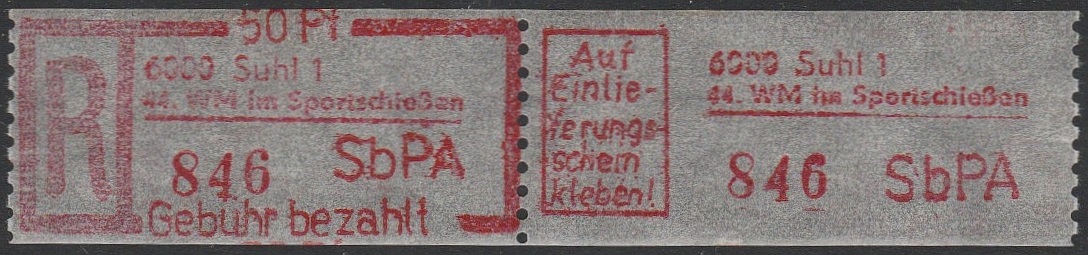 50 Pf
R
6000 Suhl 1
44. WM im Sportschießen
846 SbPA
Gebühr bezahlt
Auf
Einlie-
ferungs-
schein
kleben!
6000 Suhl 1
44. WM im Sportschießen
846 SbPA